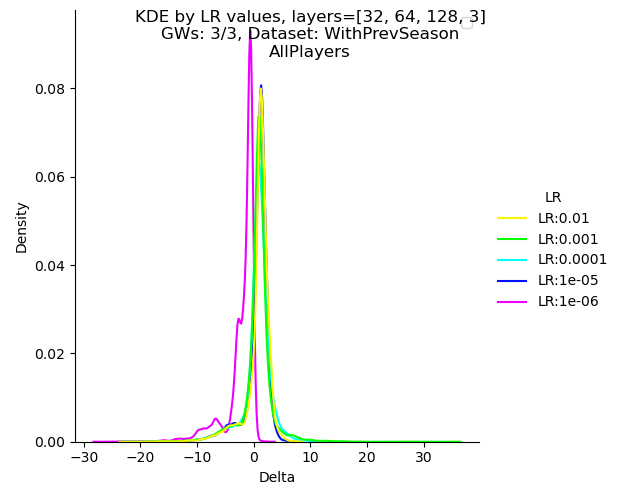 KDE by LR values, layers=[32, 64, 128, 3]
GWs: 3/3, Dataset: WithPrevSeason
AllPlayers
0.08
0.06
0.04
0.02
0.00
Density
−30
−20
−10
0
10
20
30
Delta
LR
LR:0.01
LR:0.001
LR:0.0001
LR:1e-05
LR:1e-06